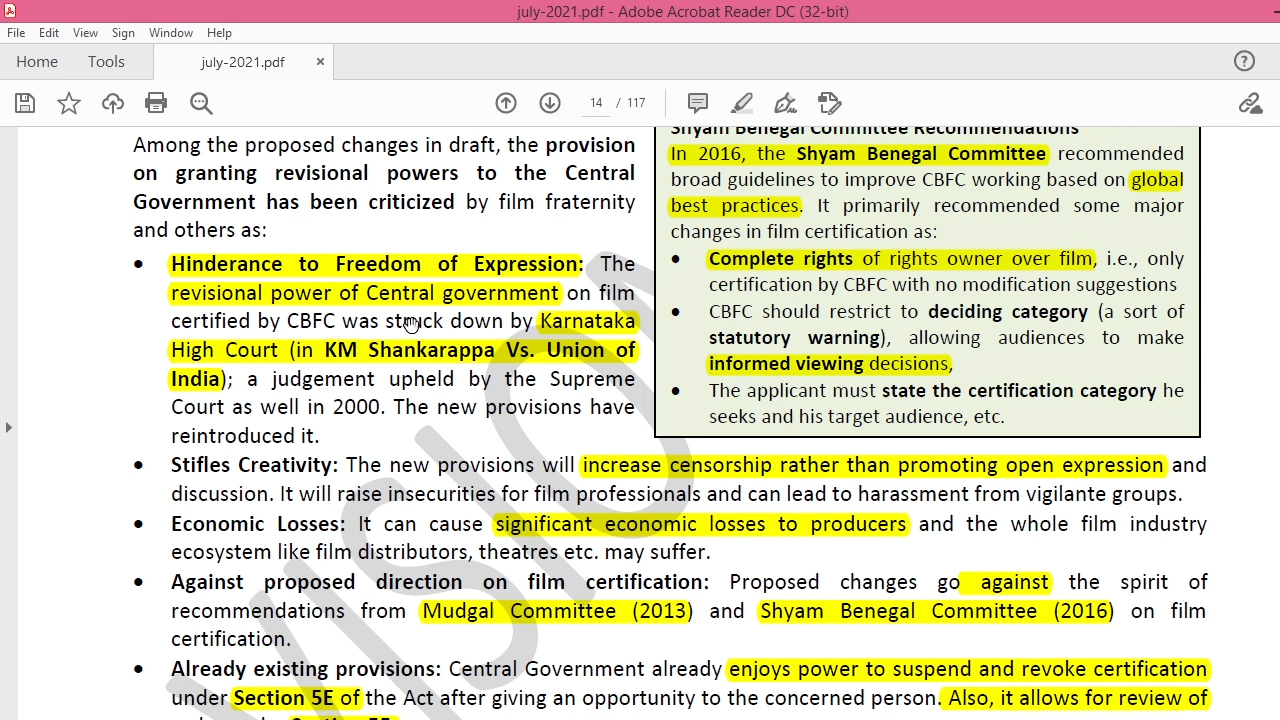 july-2021.pdf - Adobe Acrobat Reader DC (32-bit)
File Edit View Sign Window Help
Home Tools july-2021.pdf ×
14 / 117
Among the proposed changes in draft, the provision
on granting revisional powers to the Central
Government has been criticized by film fraternity
and others as:
• Hinderance to Freedom of Expression: The
revisional power of Central government on film
certified by CBFC was struck down by Karnataka
High Court (in KM Shankarappa Vs. Union of
India); a judgement upheld by the Supreme
Court as well in 2000. The new provisions have
reintroduced it.
Shyam Benegal Committee Recommendations
In 2016, the Shyam Benegal Committee recommended
broad guidelines to improve CBFC working based on global
best practices. It primarily recommended some major
changes in film certification as:
• Complete rights of rights owner over film, i.e., only
certification by CBFC with no modification suggestions
• CBFC should restrict to deciding category (a sort of
statutory warning), allowing audiences to make
informed viewing decisions,
• The applicant must state the certification category he
seeks and his target audience, etc.
• Stifles Creativity: The new provisions will increase censorship rather than promoting open expression and
discussion. It will raise insecurities for film professionals and can lead to harassment from vigilante groups.
• Economic Losses: It can cause significant economic losses to producers and the whole film industry
ecosystem like film distributors, theatres etc. may suffer.
• Against proposed direction on film certification: Proposed changes go against the spirit of
recommendations from Mudgal Committee (2013) and Shyam Benegal Committee (2016) on film
certification.
• Already existing provisions: Central Government already enjoys power to suspend and revoke certification
under Section 5E of the Act after giving an opportunity to the concerned person. Also, it allows for review of
VISION